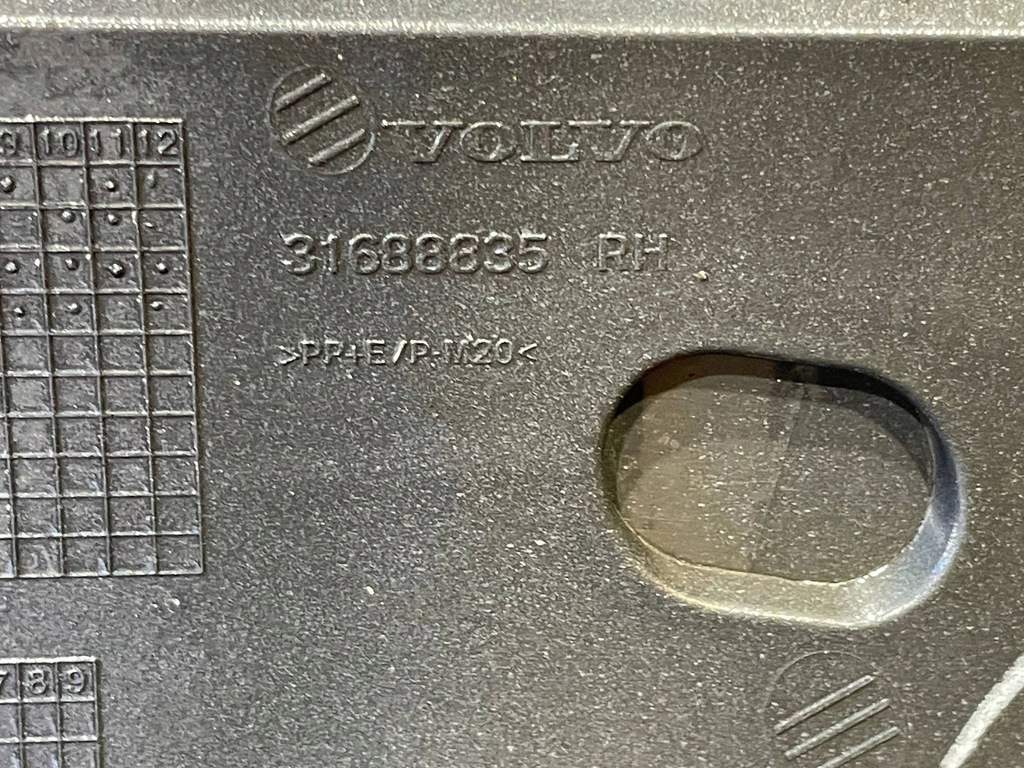 9 10 11 12
VOLVO
31688835 RH
>PP+E/P-M20<
7 8 9